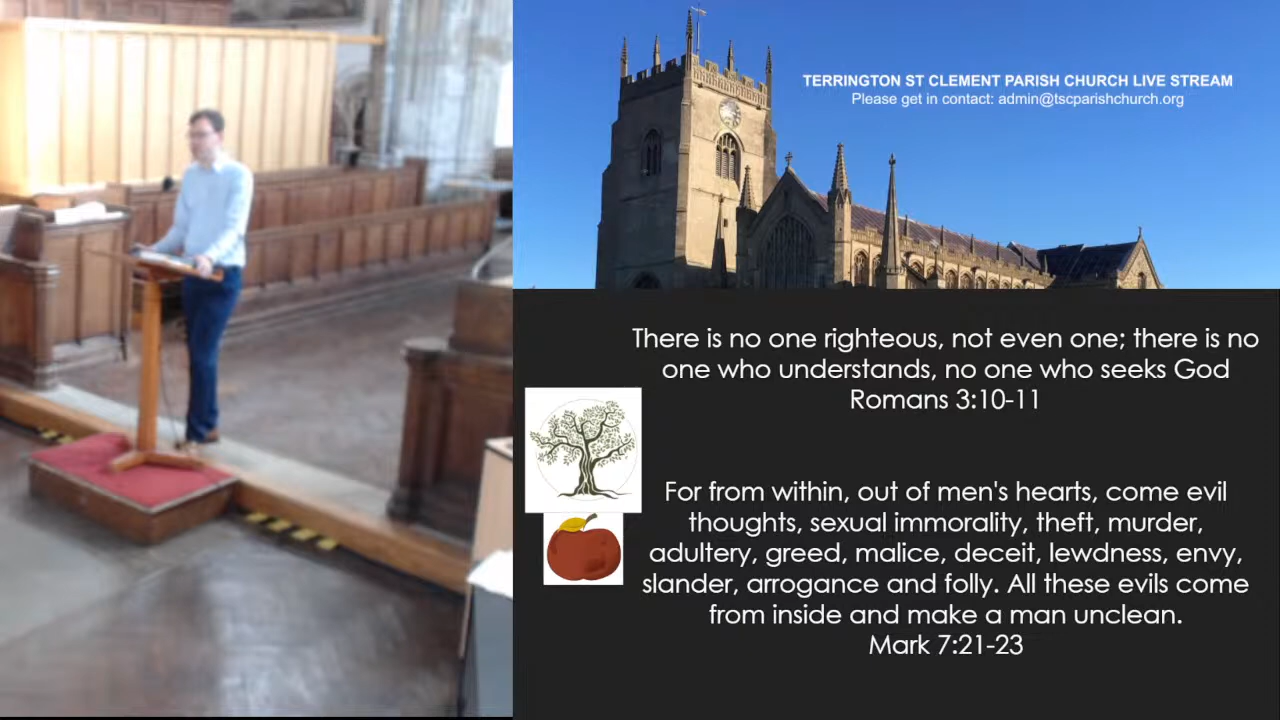 TERRINGTON ST CLEMENT PARISH CHURCH LIVE STREAM
Please get in contact: admin@tscparishchurch.org
There is no one righteous, not even one; there is no
one who understands, no one who seeks God
Romans 3:10-11
For from within, out of men's hearts, come evil
thoughts, sexual immorality, theft, murder,
adultery, greed, malice, deceit, lewdness, envy,
slander, arrogance and folly. All these evils come
from inside and make a man unclean.
Mark 7:21-23